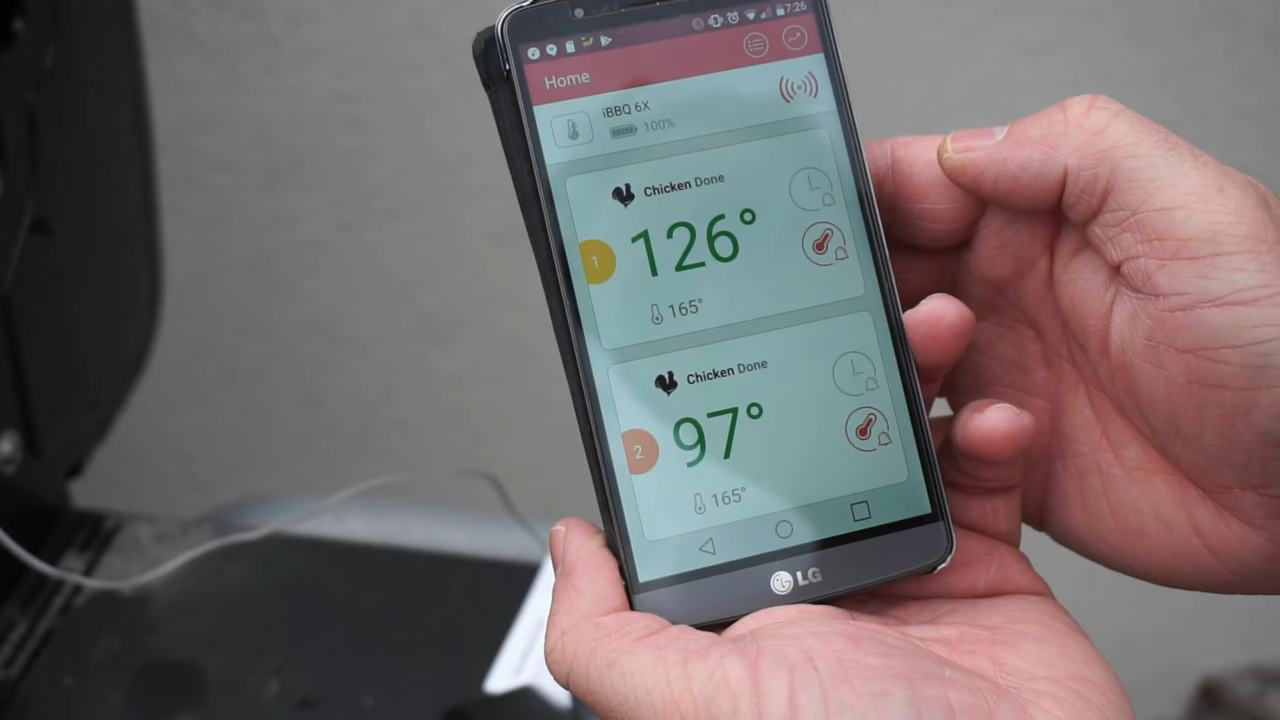 7:26
Home
iBBQ 6X
100%
Chicken Done
1
126°
165°
Chicken Done
2
97°
165°
LG